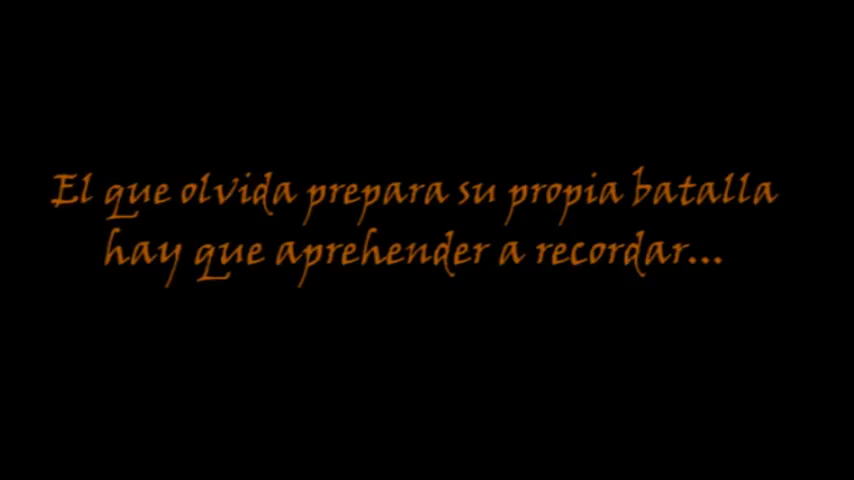 El que olvida prepara su propia batalla
hay que aprehender a recordar...